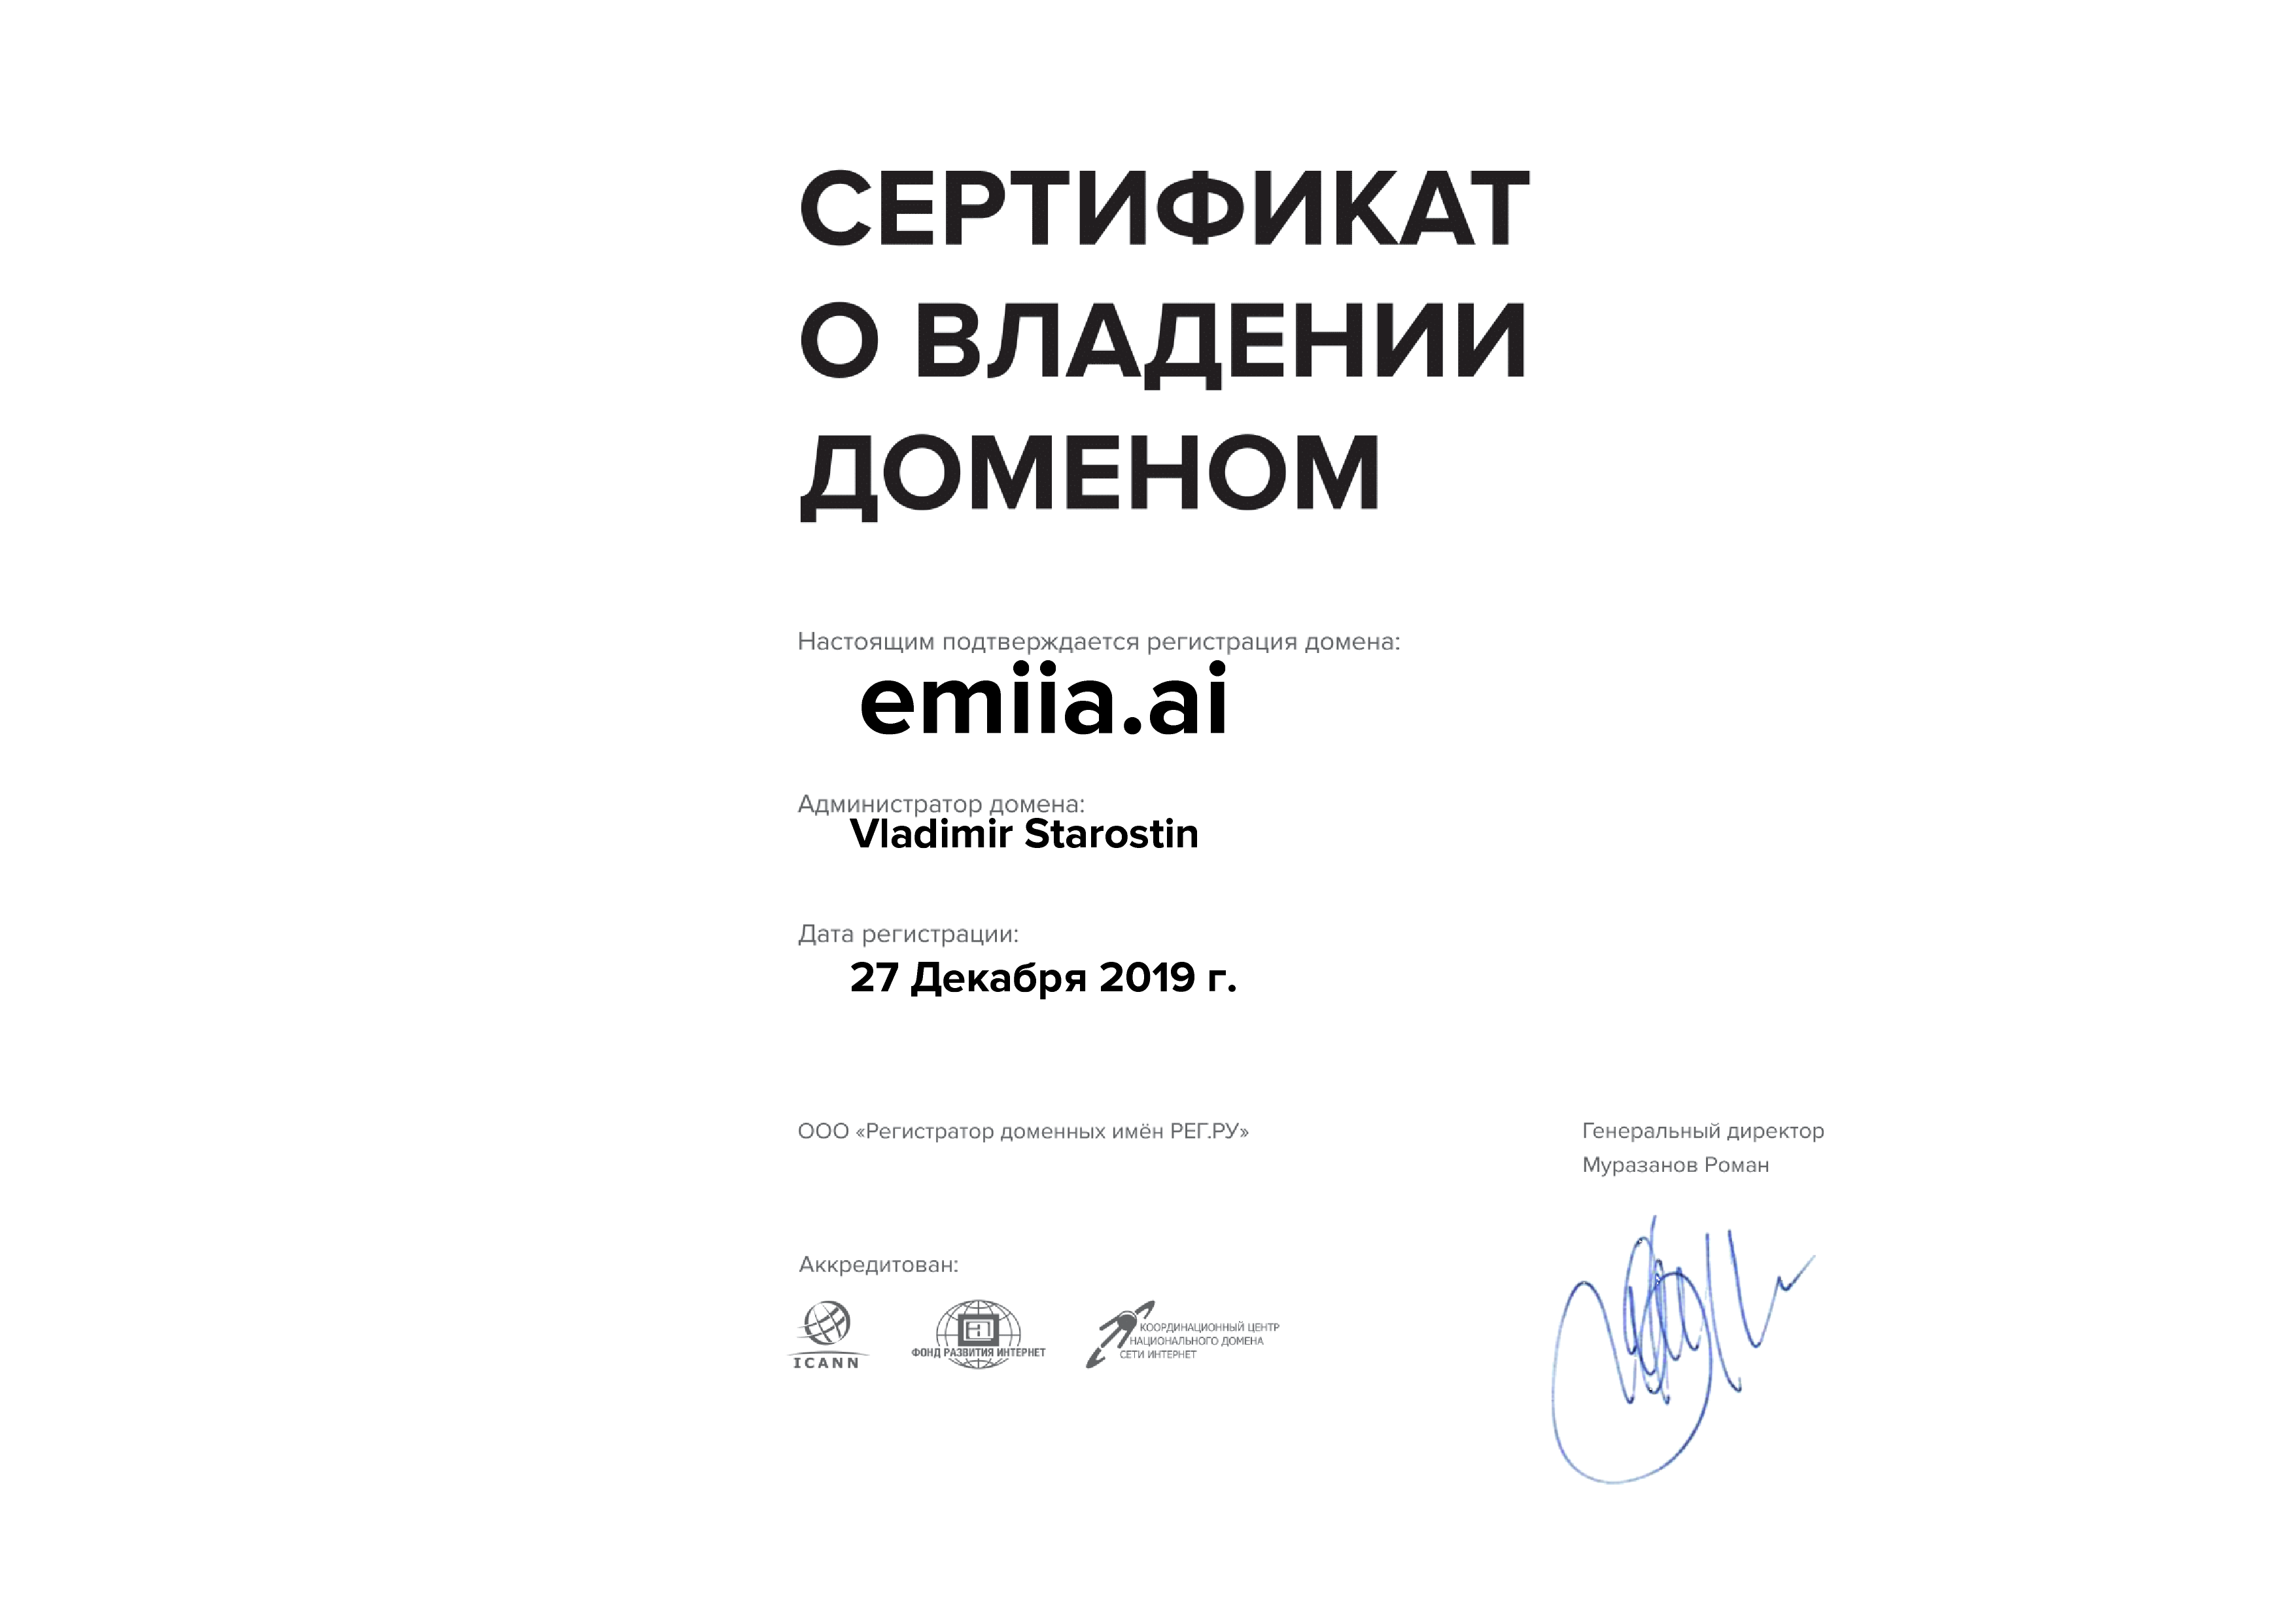 СЕРТИФИКАТ
О ВЛАДЕНИИ
ДОМЕНОМ
Настоящим подтверждается регистрация домена:
emiia.ai
Администратор домена:
Vladimir Starostin
Дата регистрации:
27 Декабря 2019 г.
ООО «Регистратор доменных имён РЕГ.РУ»
Генеральный директор
Муразанов Роман
Аккредитован:
ICANN
ФОНД РАЗВИТИЯ ИНТЕРНЕТ
КООРДИНАЦИОННЫЙ ЦЕНТР
НАЦИОНАЛЬНОГО ДОМЕНА
СЕТИ ИНТЕРНЕТ